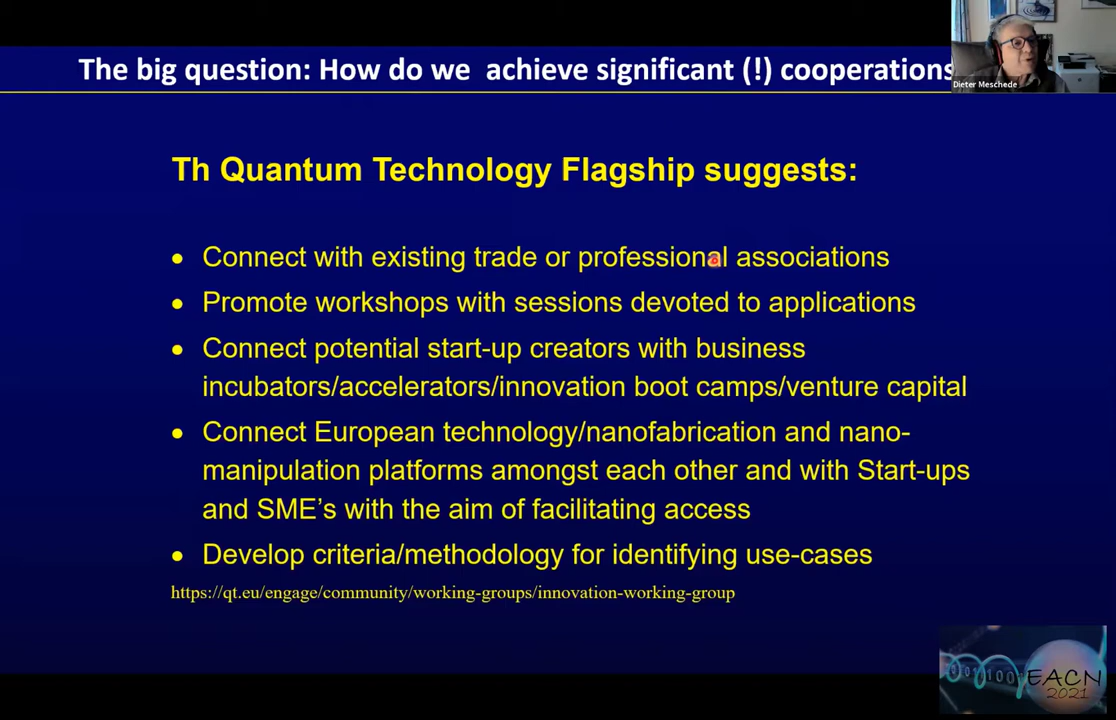 The big question: How do we  achieve significant (!) cooperations
Dieter Meschede
Th Quantum Technology Flagship suggests:
• Connect with existing trade or professional associations
• Promote workshops with sessions devoted to applications
• Connect potential start-up creators with business
incubators/accelerators/innovation boot camps/venture capital
• Connect European technology/nanofabrication and nano-
manipulation platforms amongst each other and with Start-ups
and SME’s with the aim of facilitating access
• Develop criteria/methodology for identifying use-cases
https://qt.eu/engage/community/working-groups/innovation-working-group
EACN
2021